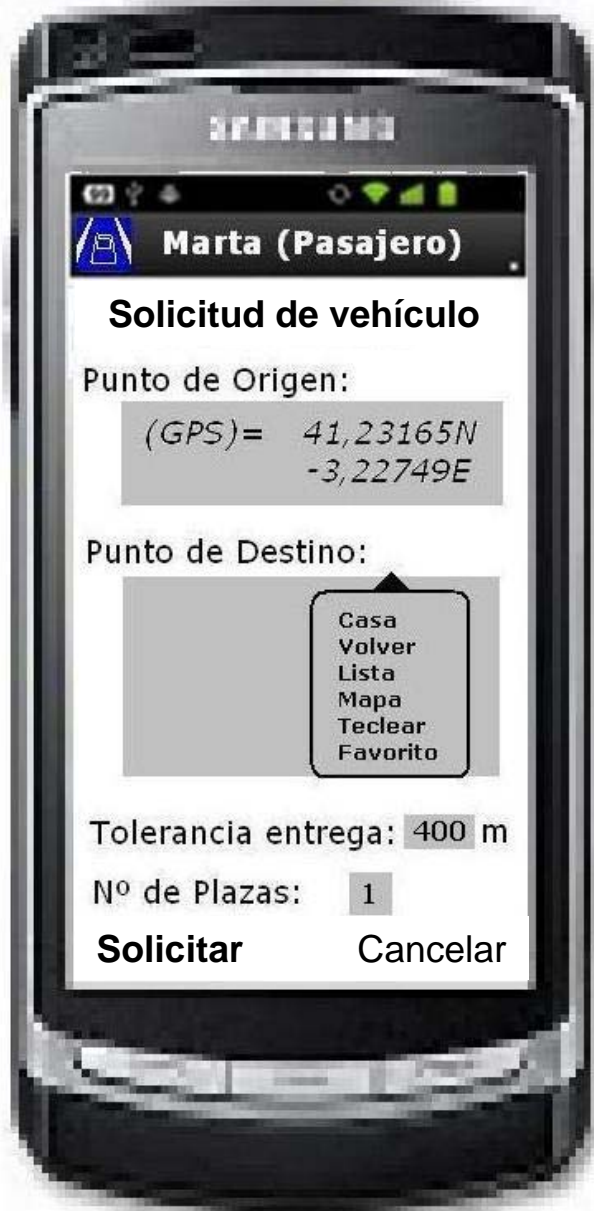 SAMSUNG
Marta (Pasajero)
Solicitud de vehículo
Punto de Origen:
(GPS)= 41,23165N
-3,22749E
Punto de Destino:
Casa
Volver
Lista
Mapa
Teclear
Favorito
Tolerancia entrega: 400 m
Nº de Plazas: 1
Solicitar Cancelar